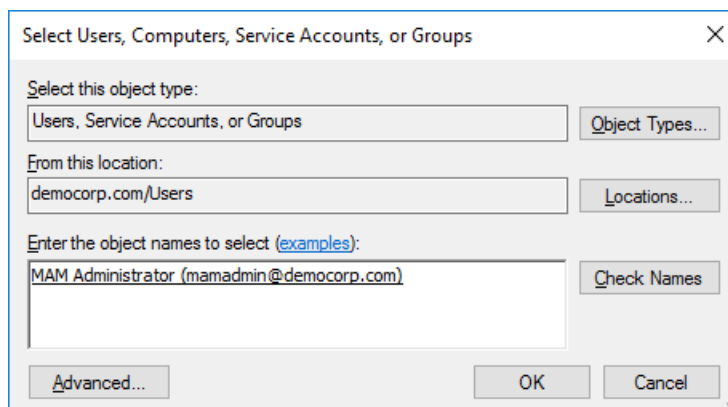 Select Users, Computers, Service Accounts, or Groups
Select this object type:
Users, Service Accounts, or Groups
Object Types...
From this location:
democorp.com/Users
Locations...
Enter the object names to select (examples):
MAM Administrator (mamadmin@democorp.com)
Check Names
Advanced...
OK
Cancel